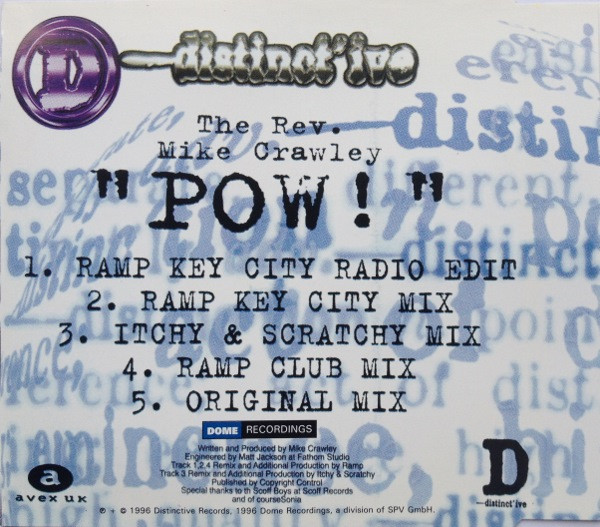 D distinct'ive
The Rev.
Mike Crawley
"POW!"
1. RAMP KEY CITY RADIO EDIT
2. RAMP KEY CITY MIX
3. ITCHY & SCRATCHY MIX
4. RAMP CLUB MIX
5. ORIGINAL MIX
DOME RECORDINGS
Written and Produced by Mike Crawley
Engineered by Matt Jackson at Fathom Studio
Track 1,2,4 Remix and Additional Production by Ramp
Track 3 Remix and Additional Production by Itchy & Scratchy
Published by Copyright Control
Special thanks to th Scoff Boys at Scoff Records
and of courseSonia
℗ + © 1996 Distinctive Records, 1996 Dome Recordings, a division of SPV GmbH.
a
avex uk
D
distinct'ive